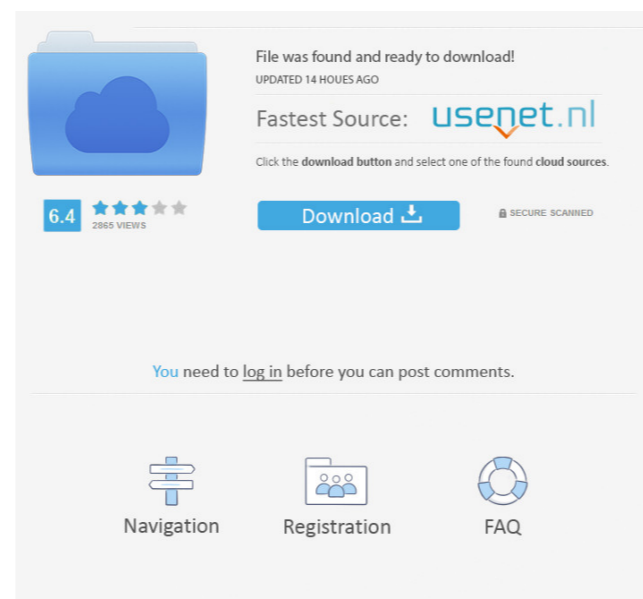 File was found and ready to download!
UPDATED 14 HOUES AGO
Fastest Source: usenet.nl
Click the download button and select one of the found cloud sources.
6.4
2865 VIEWS
Download
SECURE SCANNED
You need to log in before you can post comments.
Navigation
Registration
FAQ